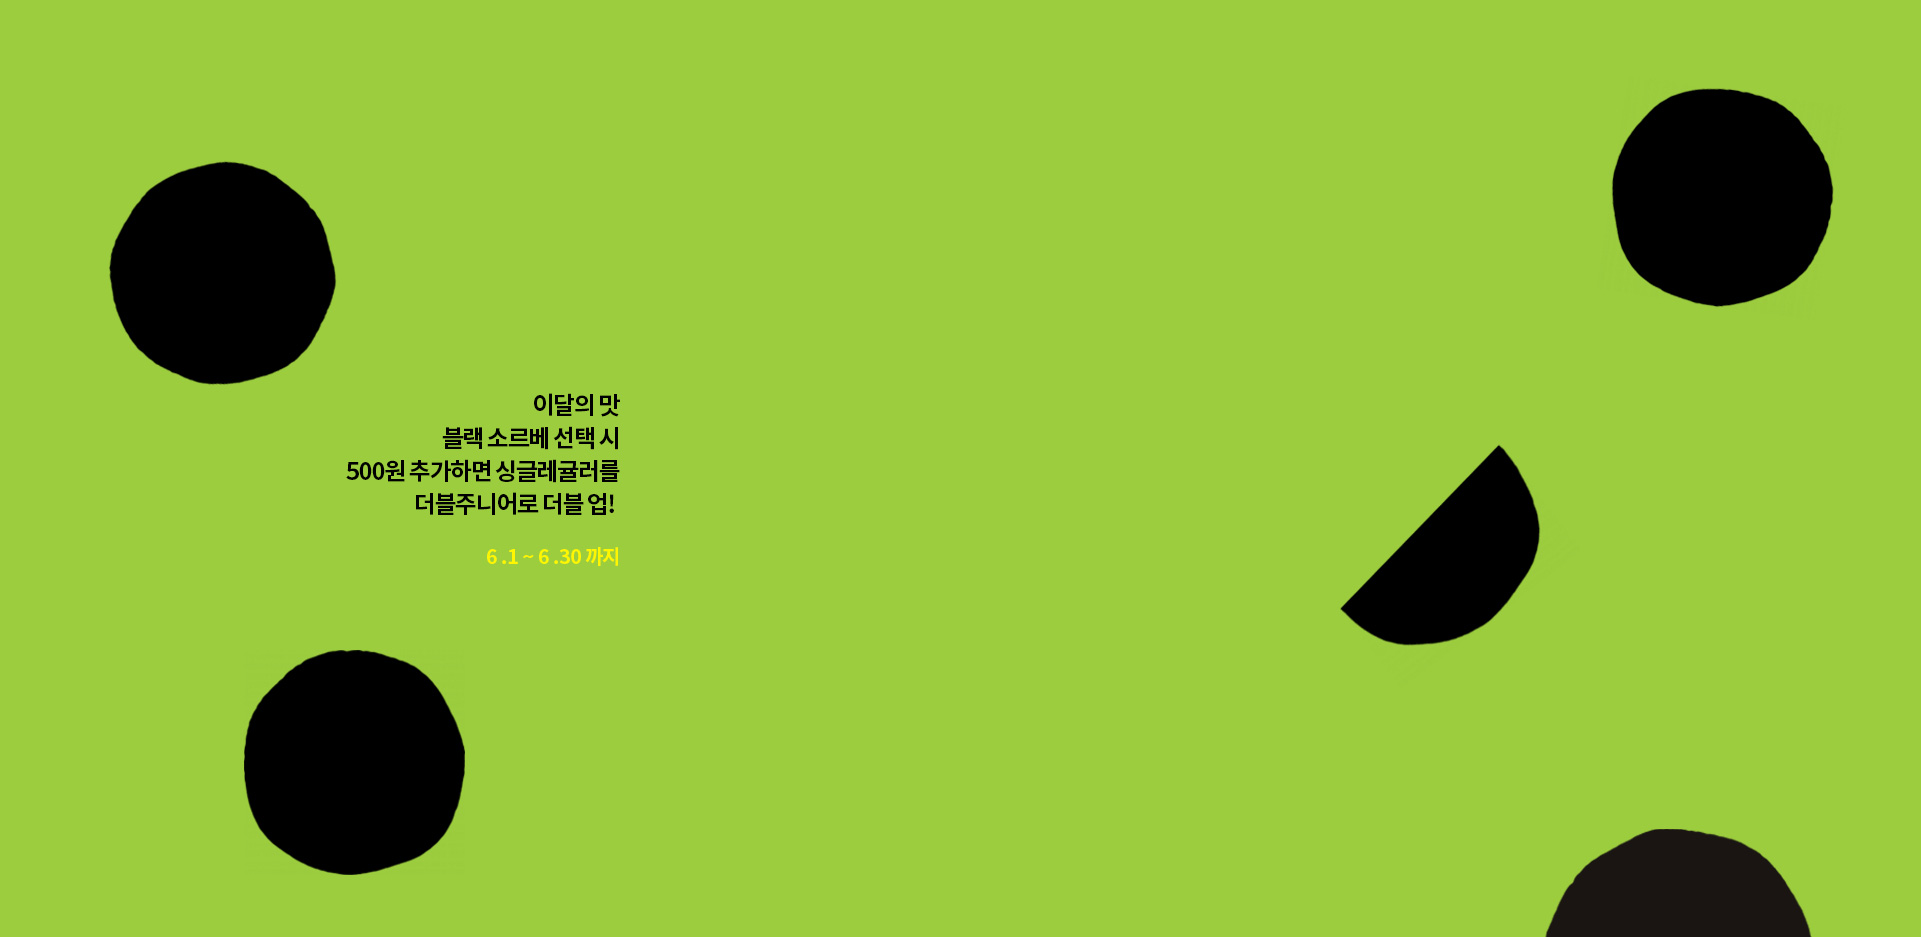 이달의 맛
블랙 소르베 선택 시
500원 추가하면 싱글레귤러를
더블주니어로 더블 업!
6 .1 ~ 6 .30 까지